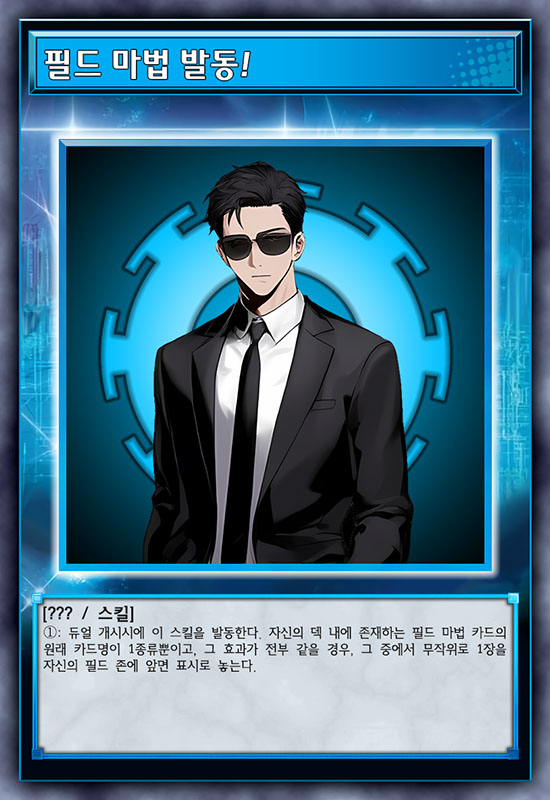 필드 마법 발동!
[??? / 스킬]
①: 듀얼 개시시에 이 스킬을 발동한다. 자신의 덱 내에 존재하는 필드 마법 카드의
원래 카드명이 1종류뿐이고, 그 효과가 전부 같을 경우, 그 중에서 무작위로 1장을
자신의 필드 존에 앞면 표시로 놓는다.